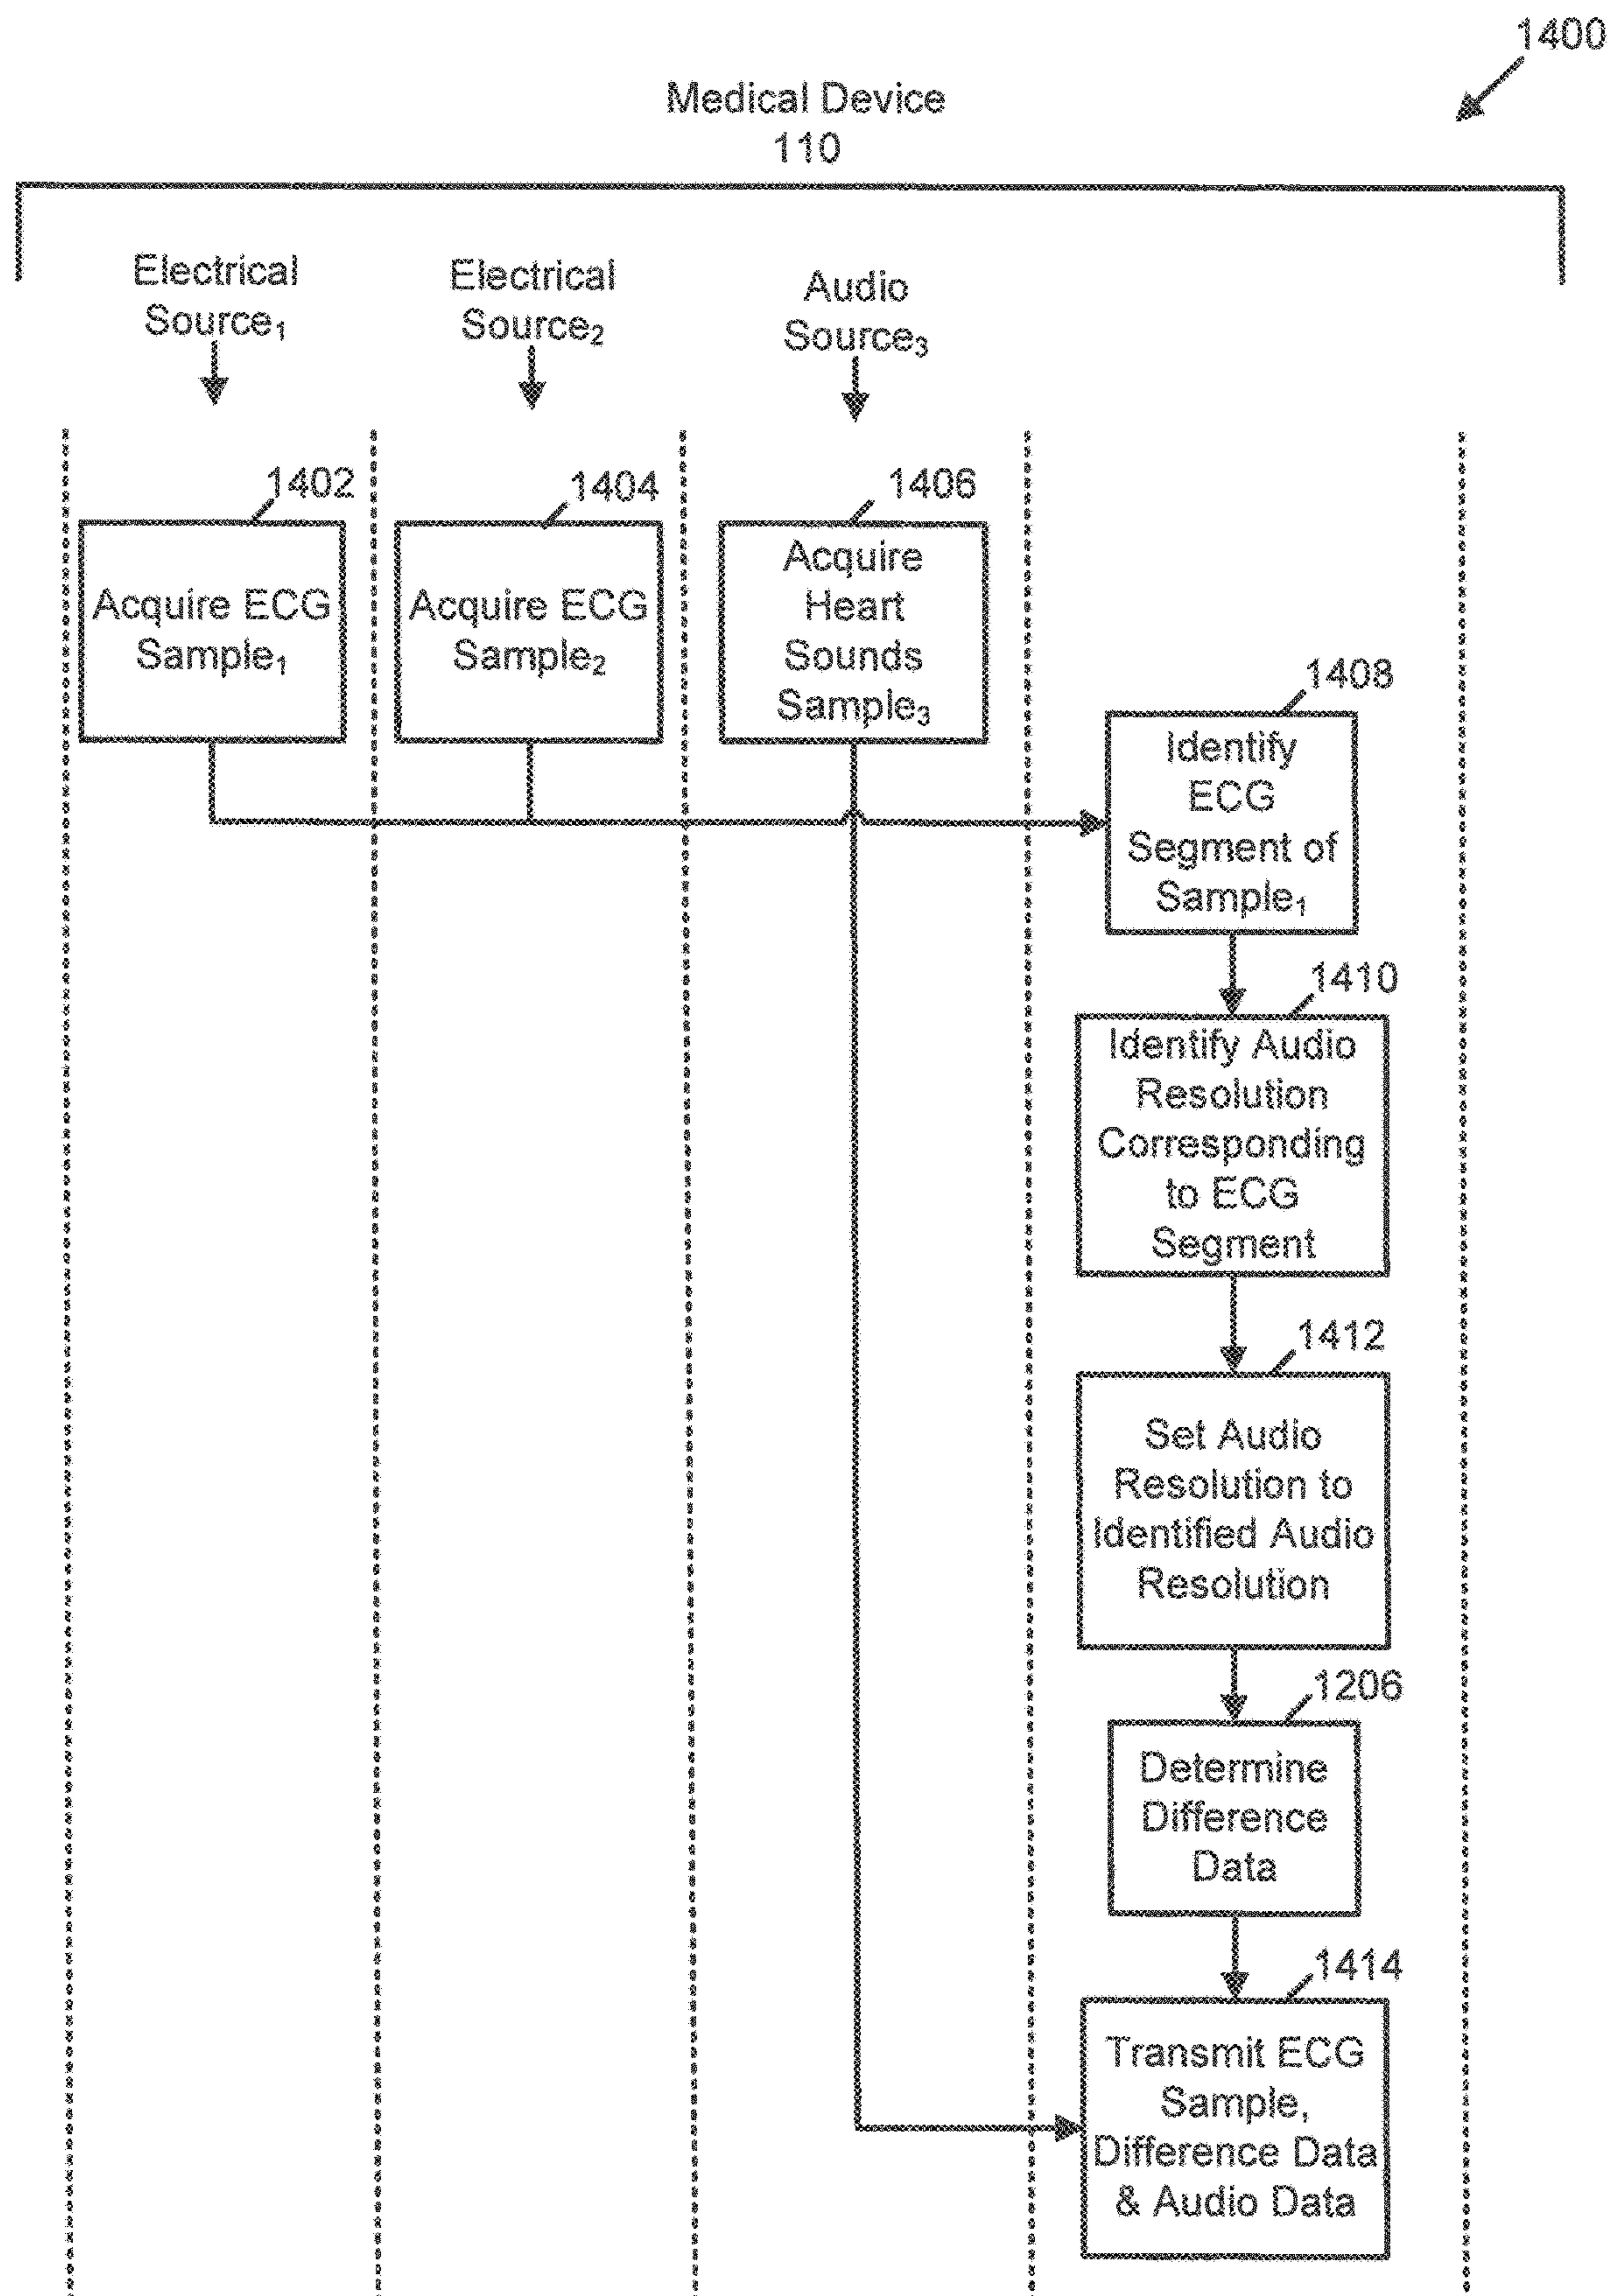 1400
Medical Device
110
Electrical
Source₁
Electrical
Source₂
Audio
Source₃
1402
Acquire ECG
Sample₁
1404
Acquire ECG
Sample₂
1406
Acquire
Heart
Sounds
Sample₃
1408
Identify
ECG
Segment of
Sample₁
1410
Identify Audio
Resolution
Corresponding
to ECG
Segment
1412
Set Audio
Resolution to
Identified Audio
Resolution
1206
Determine
Difference
Data
1414
Transmit ECG
Sample,
Difference Data
& Audio Data